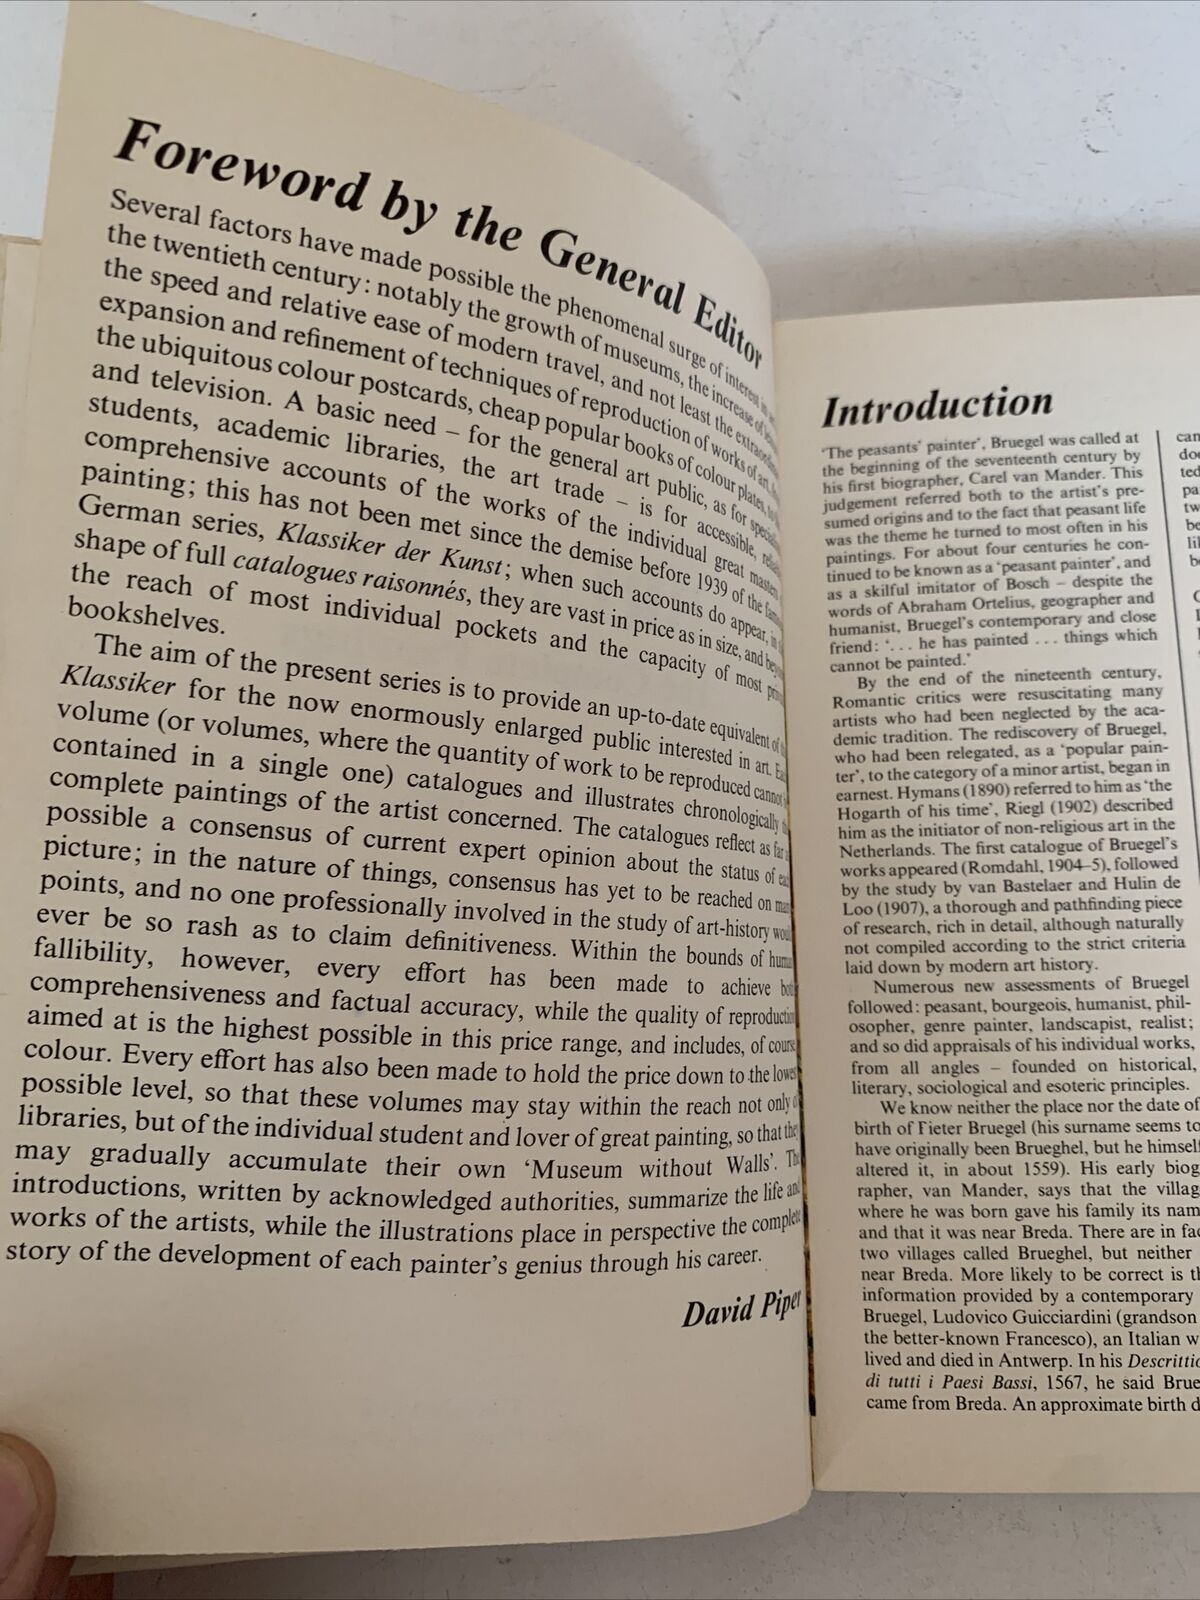 Foreword by the General Editor
Several factors have made possible the phenomenal surge of interest in
the twentieth century: notably the growth of museums, the increase of
the speed and relative ease of modern travel, and not least the
expansion and refinement of techniques of reproduction of works of art,
the ubiquitous colour postcards, cheap popular books of colour plates,
and television. A basic need – for the general art public, as for
students, academic libraries, the art trade – is for accessible,
comprehensive accounts of the works of the individual great masters
painting; this has not been met since the demise before 1939 of the
German series, Klassiker der Kunst; when such accounts do appear, in
shape of full catalogues raisonnés, they are vast in price as in size, and
the reach of most individual pockets and the capacity of most
bookshelves.
The aim of the present series is to provide an up-to-date equivalent of
Klassiker for the now enormously enlarged public interested in art.
volume (or volumes, where the quantity of work to be reproduced cannot
contained in a single one) catalogues and illustrates chronologically
complete paintings of the artist concerned. The catalogues reflect as far
possible a consensus of current expert opinion about the status of
picture; in the nature of things, consensus has yet to be reached on
points, and no one professionally involved in the study of art-history
ever be so rash as to claim definitiveness. Within the bounds of
fallibility, however, every effort has been made to achieve
comprehensiveness and factual accuracy, while the quality of reproduction
aimed at is the highest possible in this price range, and includes, of course,
colour. Every effort has also been made to hold the price down to the
possible level, so that these volumes may stay within the reach not only
libraries, but of the individual student and lover of great painting, so that they
may gradually accumulate their own ‘Museum without Walls’. The
introductions, written by acknowledged authorities, summarize the life and
works of the artists, while the illustrations place in perspective the complete
story of the development of each painter’s genius through his career.
David Piper
Introduction
‘The peasants’ painter’, Bruegel was called at
the beginning of the seventeenth century by
his first biographer, Carel van Mander. This
judgement referred both to the artist’s pre-
sumed origins and to the fact that peasant life
was the theme he turned to most often in his
paintings. For about four centuries he con-
tinued to be known as a ‘peasant painter’, and
as a skilful imitator of Bosch – despite the
words of Abraham Ortelius, geographer and
humanist, Bruegel’s contemporary and close
friend: ‘. . . he has painted . . . things which
cannot be painted.’
By the end of the nineteenth century,
Romantic critics were resuscitating many
artists who had been neglected by the aca-
demic tradition. The rediscovery of Bruegel,
who had been relegated, as a ‘popular pain-
ter’, to the category of a minor artist, began in
earnest. Hymans (1890) referred to him as ‘the
Hogarth of his time’, Riegl (1902) described
him as the initiator of non-religious art in the
Netherlands. The first catalogue of Bruegel’s
works appeared (Romdahl, 1904–5), followed
by the study by van Bastelaer and Hulin de
Loo (1907), a thorough and pathfinding piece
of research, rich in detail, although naturally
not compiled according to the strict criteria
laid down by modern art history.
Numerous new assessments of Bruegel
followed: peasant, bourgeois, humanist, phil-
osopher, genre painter, landscapist, realist;
and so did appraisals of his individual works,
from all angles – founded on historical,
literary, sociological and esoteric principles.
We know neither the place nor the date of
birth of Pieter Bruegel (his surname seems to
have originally been Brueghel, but he himself
altered it, in about 1559). His early biog
rapher, van Mander, says that the villag
where he was born gave his family its nam
and that it was near Breda. There are in fac
two villages called Brueghel, but neither
near Breda. More likely to be correct is th
information provided by a contemporary
Bruegel, Ludovico Guicciardini (grandson
the better-known Francesco), an Italian w
lived and died in Antwerp. In his Descrittio
di tutti i Paesi Bassi, 1567, he said Brue
came from Breda. An approximate birth d